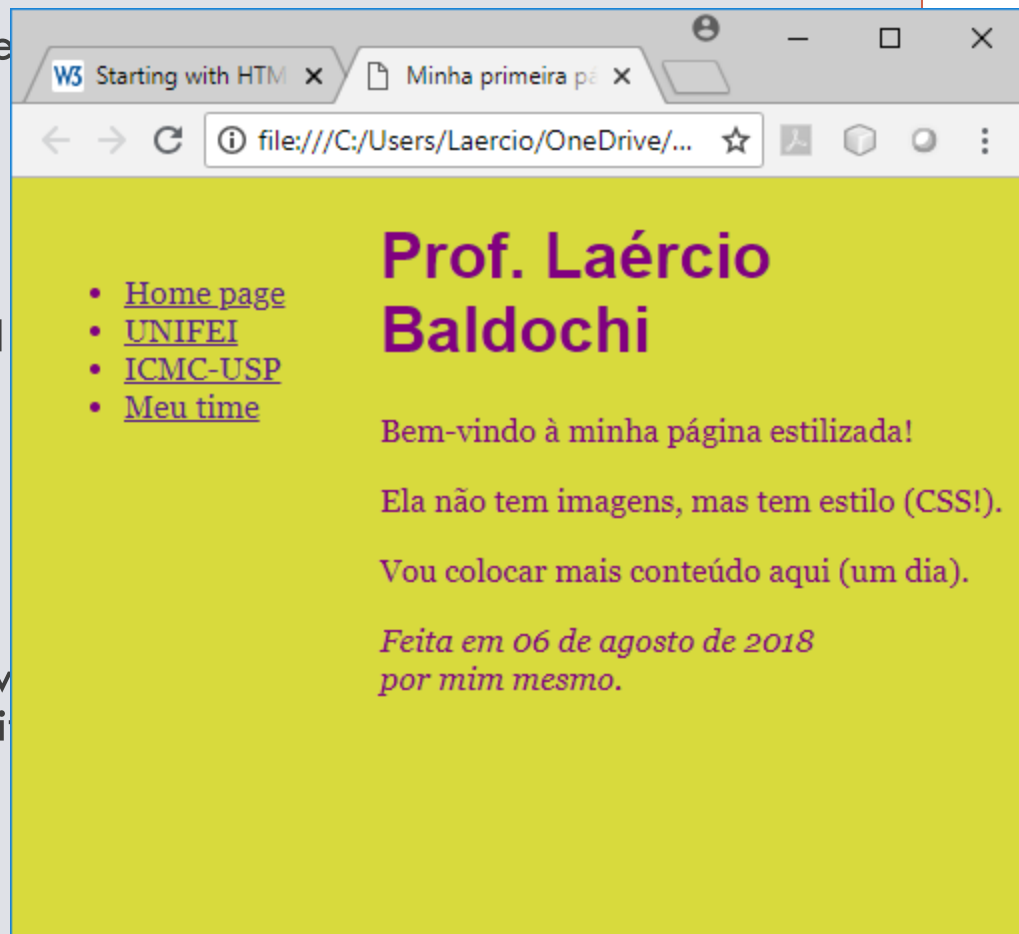 Starting with HTM
Minha primeira pá
file:///C:/Users/Laercio/OneDrive/...
Home page
UNIFEI
ICMC-USP
Meu time
Prof. Laércio
Baldochi
Bem-vindo à minha página estilizada!
Ela não tem imagens, mas tem estilo (CSS!).
Vou colocar mais conteúdo aqui (um dia).
Feita em 06 de agosto de 2018
por mim mesmo.